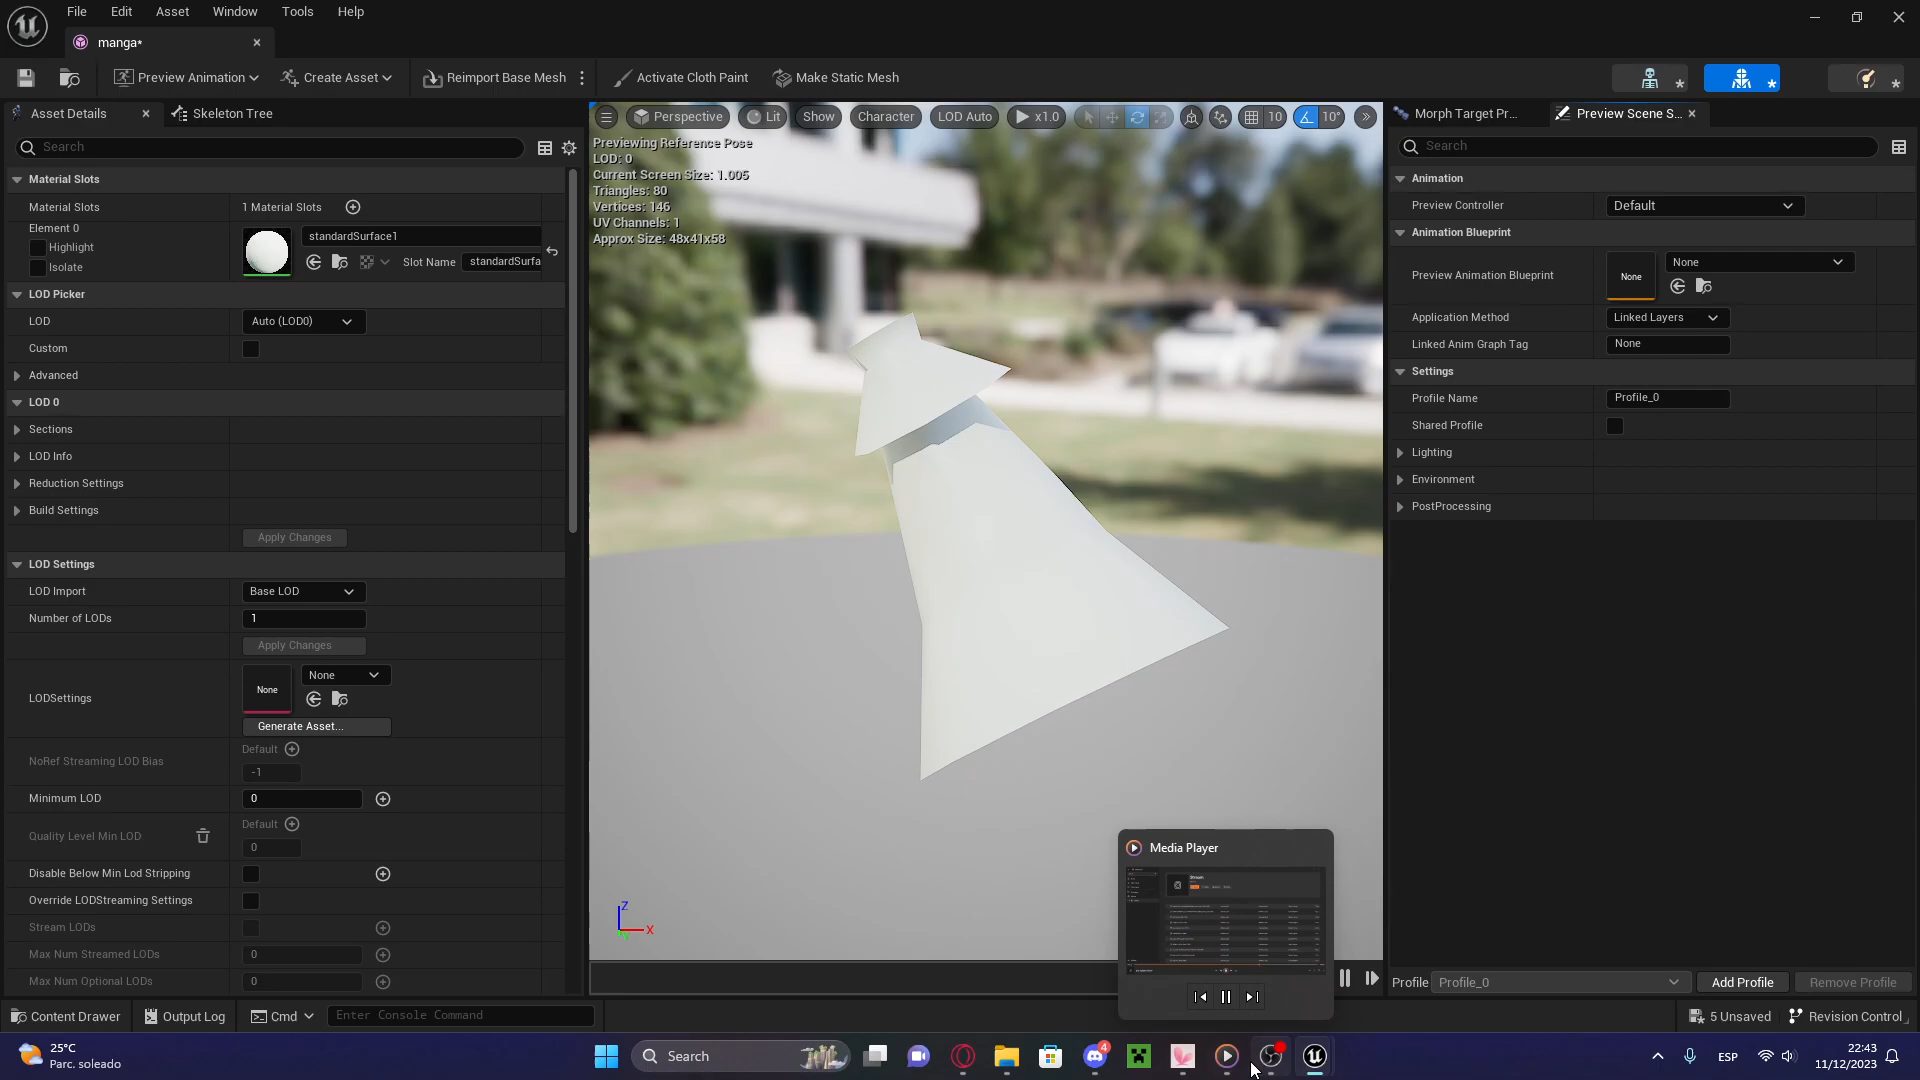 File Edit Asset Window Tools Help
manga*
Preview Animation Create Asset Reimport Base Mesh Activate Cloth Paint Make Static Mesh
Asset Details Skeleton Tree
Search
Material Slots
Material Slots 1 Material Slots
Element 0
Highlight
Isolate
standardSurface1
Slot Name standardSurfa
LOD Picker
LOD Auto (LOD0)
Custom
Advanced
LOD 0
Sections
LOD Info
Reduction Settings
Build Settings
Apply Changes
LOD Settings
LOD Import Base LOD
Number of LODs 1
Apply Changes
LODSettings None None
Generate Asset...
NoRef Streaming LOD Bias Default
-1
Minimum LOD 0
Quality Level Min LOD Default
0
Disable Below Min Lod Stripping
Override LODStreaming Settings
Stream LODs
Max Num Streamed LODs 0
Max Num Optional LODs 0
Perspective Lit Show Character LOD Auto x1.0 10 10°
Previewing Reference Pose
LOD: 0
Current Screen Size: 1.005
Triangles: 80
Vertices: 146
UV Channels: 1
Approx Size: 48x41x58
Z
X
Media Player
Morph Target Pr... Preview Scene S...
Search
Animation
Preview Controller Default
Animation Blueprint
Preview Animation Blueprint None None
Application Method Linked Layers
Linked Anim Graph Tag None
Settings
Profile Name Profile_0
Shared Profile
Lighting
Environment
PostProcessing
Profile Profile_0 Add Profile Remove Profile
Content Drawer Output Log Cmd Enter Console Command 5 Unsaved Revision Control
25°C
Parc. soleado
Search
4
ESP
22:43
11/12/2023